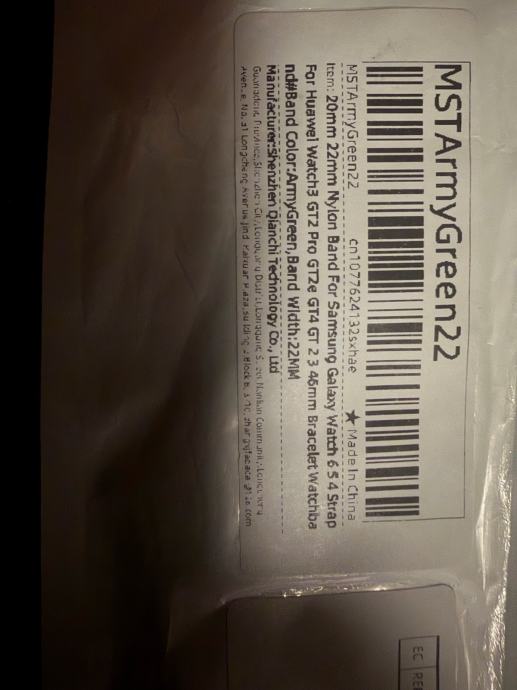 MSTArmyGreen22
MSTArmyGreen22 cn1077624132sxhae ★ Made In China
Item: 20mm 22mm Nylon Band For Samsung Galaxy Watch 6 5 4 Strap
For Huawei Watch3 GT2 Pro GT2e GT4 GT 2 3 46mm Bracelet Watchba
nd#Band Color:ArmyGreen,Band Width:22MM
Manufacturer:Shenzhen Qianchi Technology Co., Ltd
EC